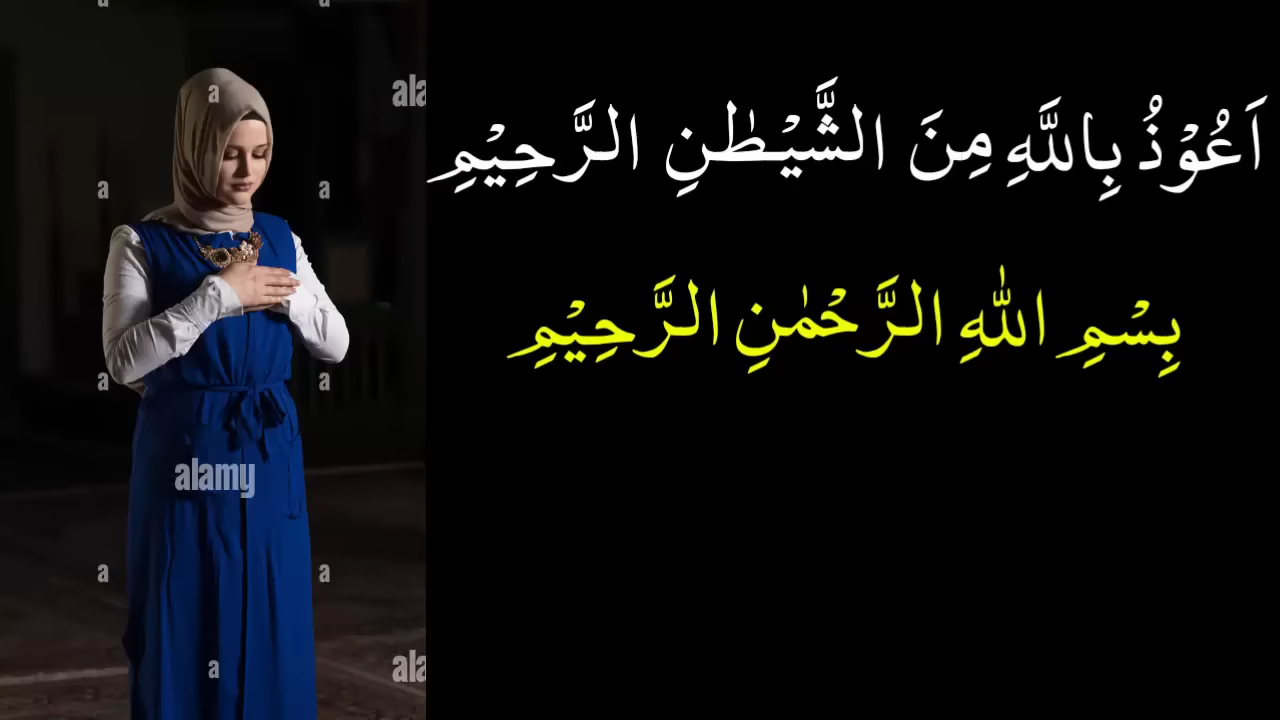 اَعُوْذُ بِاللَّهِ مِنَ الشَّيْطٰنِ الرَّحِيْمِ
بِسْمِ اللّٰهِ الرَّحْمٰنِ الرَّحِيْمِ
alamy